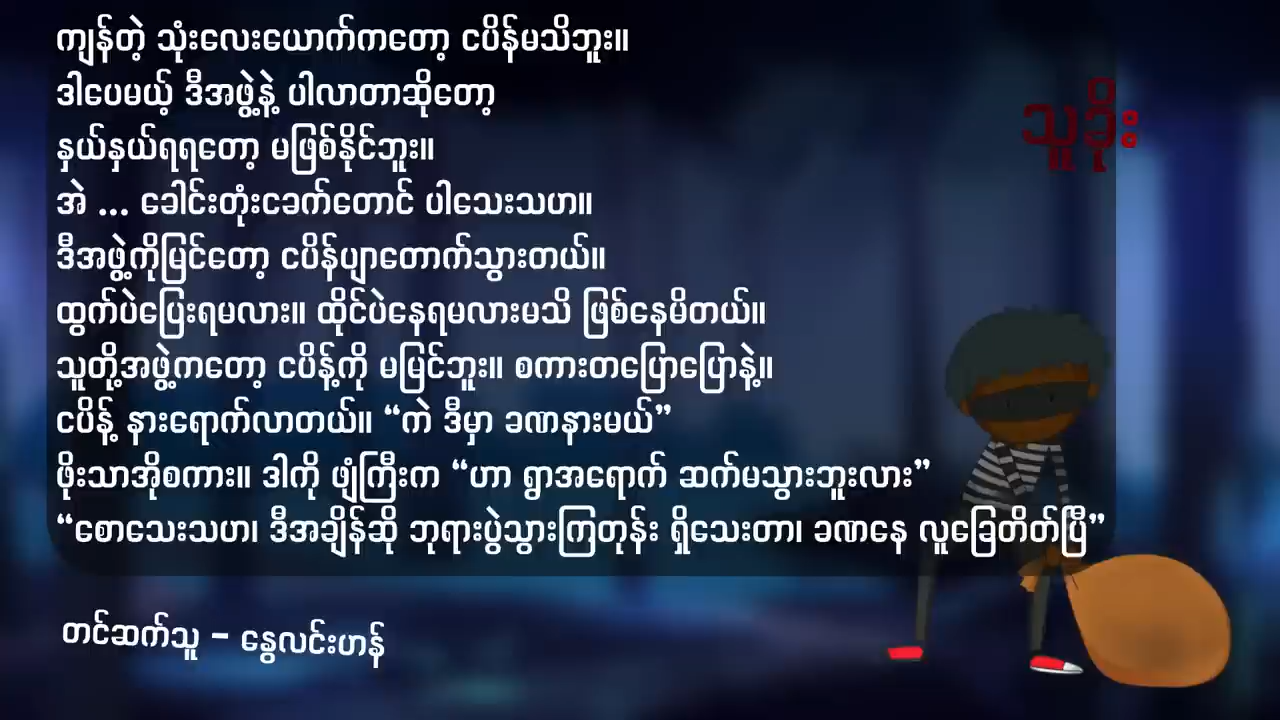 ကျန်တဲ့ သုံးလေးယောက်ကတော့ ငပိန်မသိဘူး။
ဒါပေမယ့် ဒီအဖွဲ့နဲ့ ပါလာတာဆိုတော့
နှယ်နှယ်ရရတော့ မဖြစ်နိုင်ဘူး။
အဲ ... ခေါင်းတုံးငခက်တောင် ပါသေးသဟ။
ဒီအဖွဲ့ကိုမြင်တော့ ငပိန်ပျာတောက်သွားတယ်။
ထွက်ပဲပြေးရမလား။ ထိုင်ပဲနေရမလားမသိ ဖြစ်နေမိတယ်။
သူတို့အဖွဲ့ကတော့ ငပိန့်ကို မမြင်ဘူး။ စကားတပြောပြောနဲ့။
ငပိန့် နားရောက်လာတယ်။ “ကဲ ဒီမှာ ခဏနားမယ်”
ဖိုးသာအိုစကား။ ဒါကို ဖျံကြီးက “ဟာ ရွာအရောက် ဆက်မသွားဘူးလား”
“စောသေးသဟ၊ ဒီအချိန်ဆို ဘုရားပွဲသွားကြတုန်း ရှိသေးတာ၊ ခဏနေ လူခြေတိတ်ပြီ”
သူခိုး
တင်ဆက်သူ - နွေလင်းဟန်